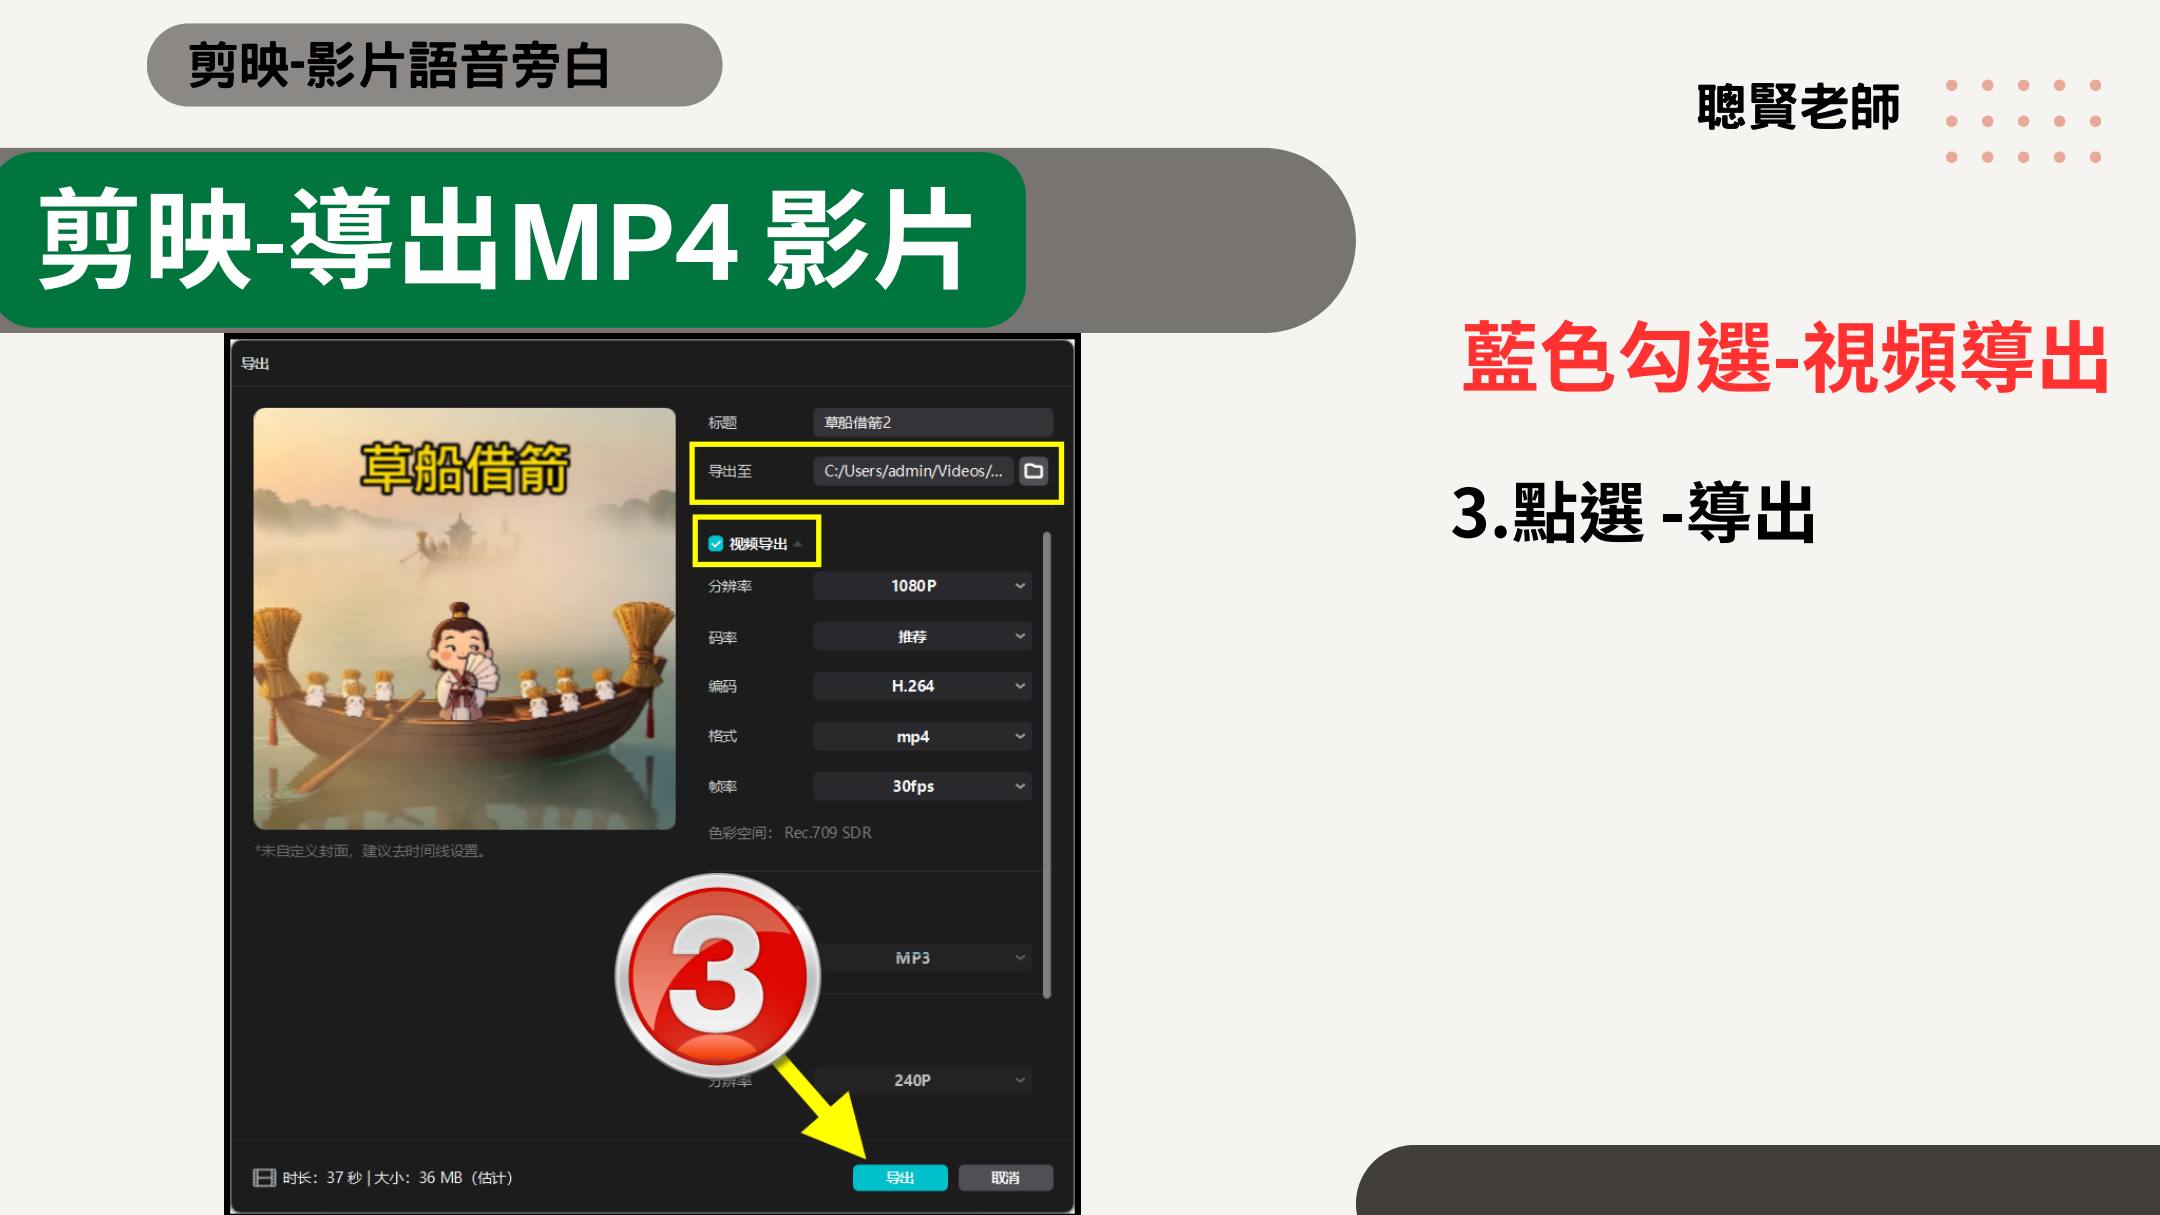 剪映-影片語音旁白
聰賢老師
剪映-導出MP4 影片
藍色勾選-視頻導出
3.點選 -導出
导出
草船借箭
*未自定义封面，建议去时间线设置。
标题 草船借箭2
导出至 C:/Users/admin/Videos/...
视频导出
分辨率 1080P
码率 推荐
编码 H.264
格式 mp4
帧率 30fps
色彩空间： Rec.709 SDR
MP3
3
分辨率 240P
时长：37 秒 | 大小：36 MB（估计）
导出 取消